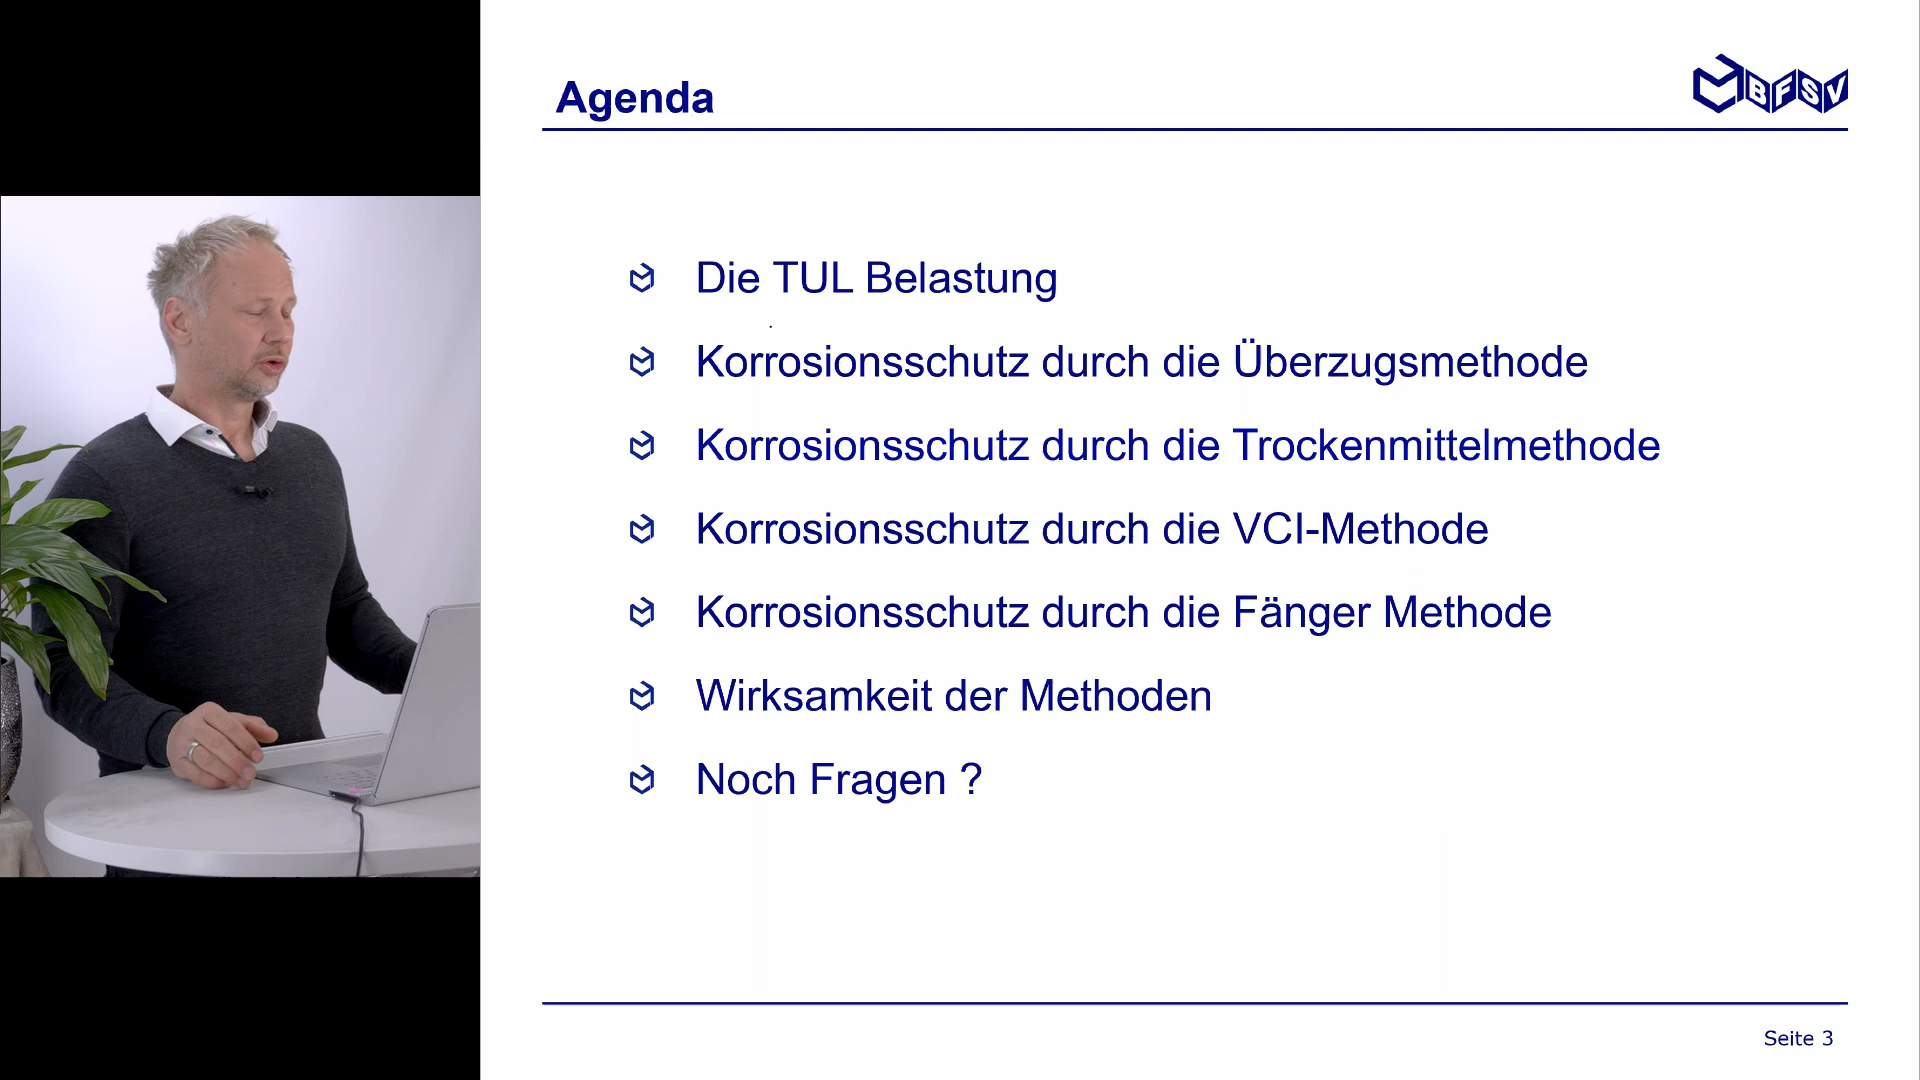 Agenda
BFSV
Die TUL Belastung
Korrosionsschutz durch die Überzugsmethode
Korrosionsschutz durch die Trockenmittelmethode
Korrosionsschutz durch die VCI-Methode
Korrosionsschutz durch die Fänger Methode
Wirksamkeit der Methoden
Noch Fragen ?
Seite 3